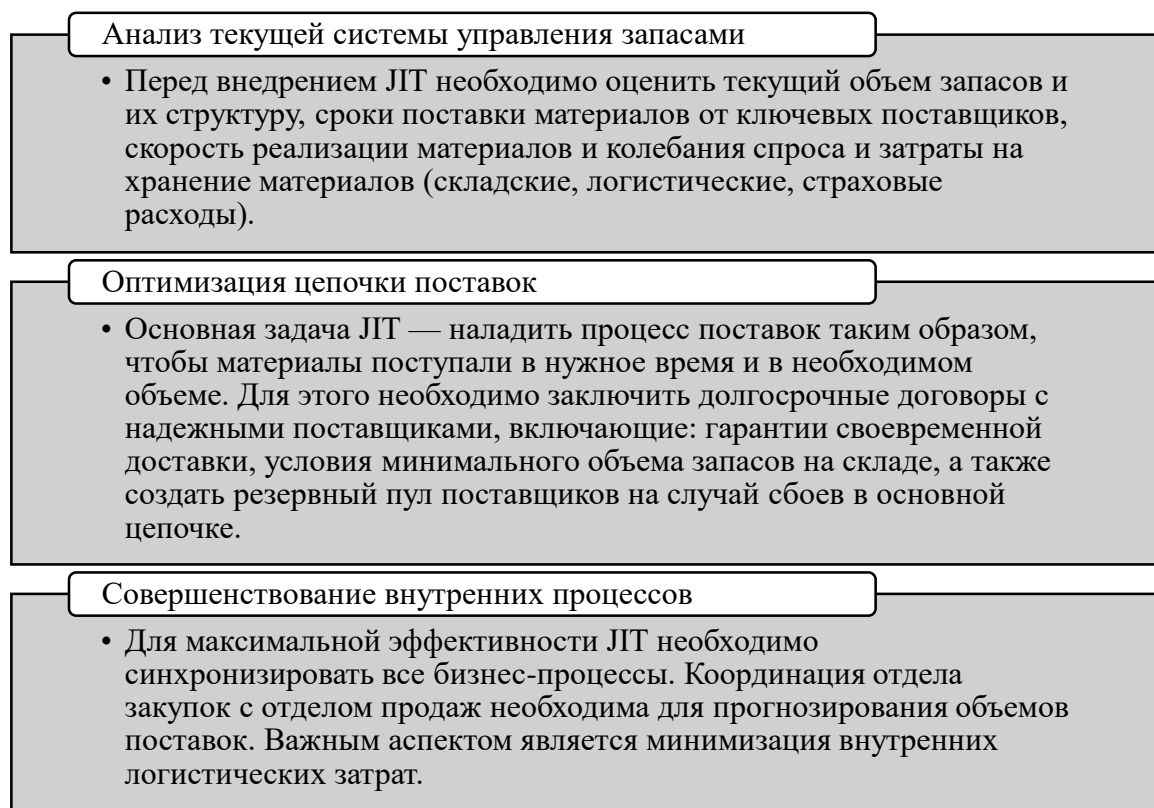 Анализ текущей системы управления запасами
• Перед внедрением JIT необходимо оценить текущий объем запасов и
их структуру, сроки поставки материалов от ключевых поставщиков,
скорость реализации материалов и колебания спроса и затраты на
хранение материалов (складские, логистические, страховые
расходы).
Оптимизация цепочки поставок
• Основная задача JIT — наладить процесс поставок таким образом,
чтобы материалы поступали в нужное время и в необходимом
объеме. Для этого необходимо заключить долгосрочные договоры с
надежными поставщиками, включающие: гарантии своевременной
доставки, условия минимального объема запасов на складе, а также
создать резервный пул поставщиков на случай сбоев в основной
цепочке.
Совершенствование внутренних процессов
• Для максимальной эффективности JIT необходимо
синхронизировать все бизнес-процессы. Координация отдела
закупок с отделом продаж необходима для прогнозирования объемов
поставок. Важным аспектом является минимизация внутренних
логистических затрат.